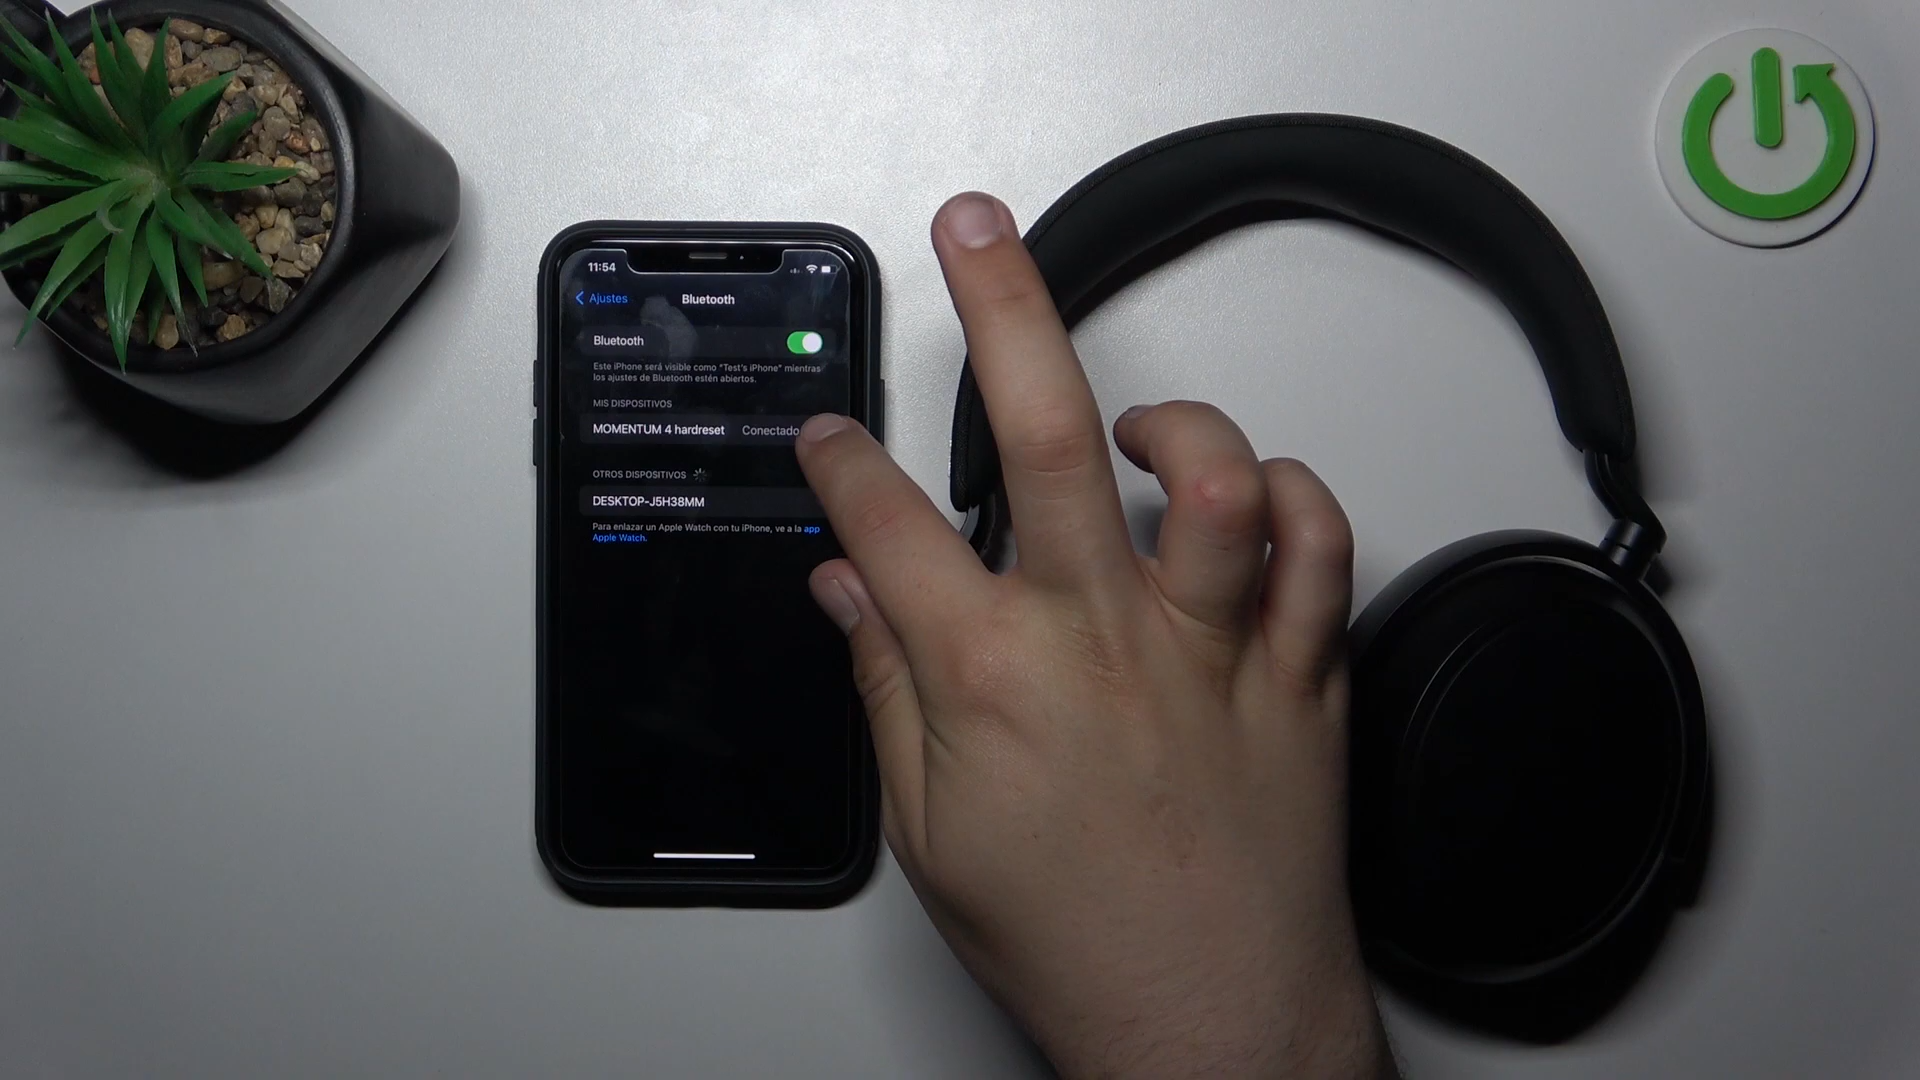 11:54
Ajustes
Bluetooth
Bluetooth
Este iPhone será visible como "Test's iPhone" mientras
los ajustes de Bluetooth estén abiertos.
MIS DISPOSITIVOS
MOMENTUM 4 hardreset Conectado
OTROS DISPOSITIVOS
DESKTOP-J5H38MM
Para enlazar un Apple Watch con tu iPhone, ve a la app
Apple Watch.